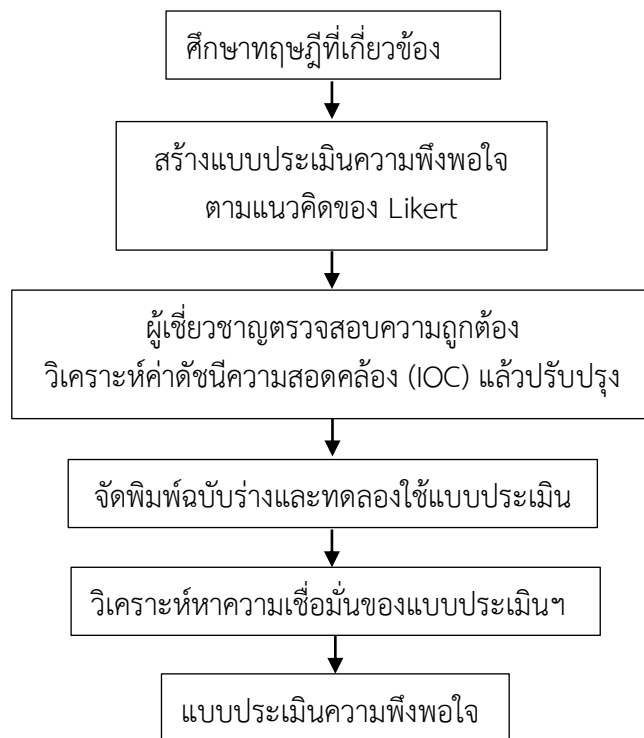 ศึกษาทฤษฎีที่เกี่ยวข้อง
สร้างแบบประเมินความพึงพอใจ
ตามแนวคิดของ Likert
ผู้เชี่ยวชาญตรวจสอบความถูกต้อง
วิเคราะห์ค่าดัชนีความสอดคล้อง (IOC) แล้วปรับปรุง
จัดพิมพ์ฉบับร่างและทดลองใช้แบบประเมิน
วิเคราะห์หาความเชื่อมั่นของแบบประเมินฯ
แบบประเมินความพึงพอใจ